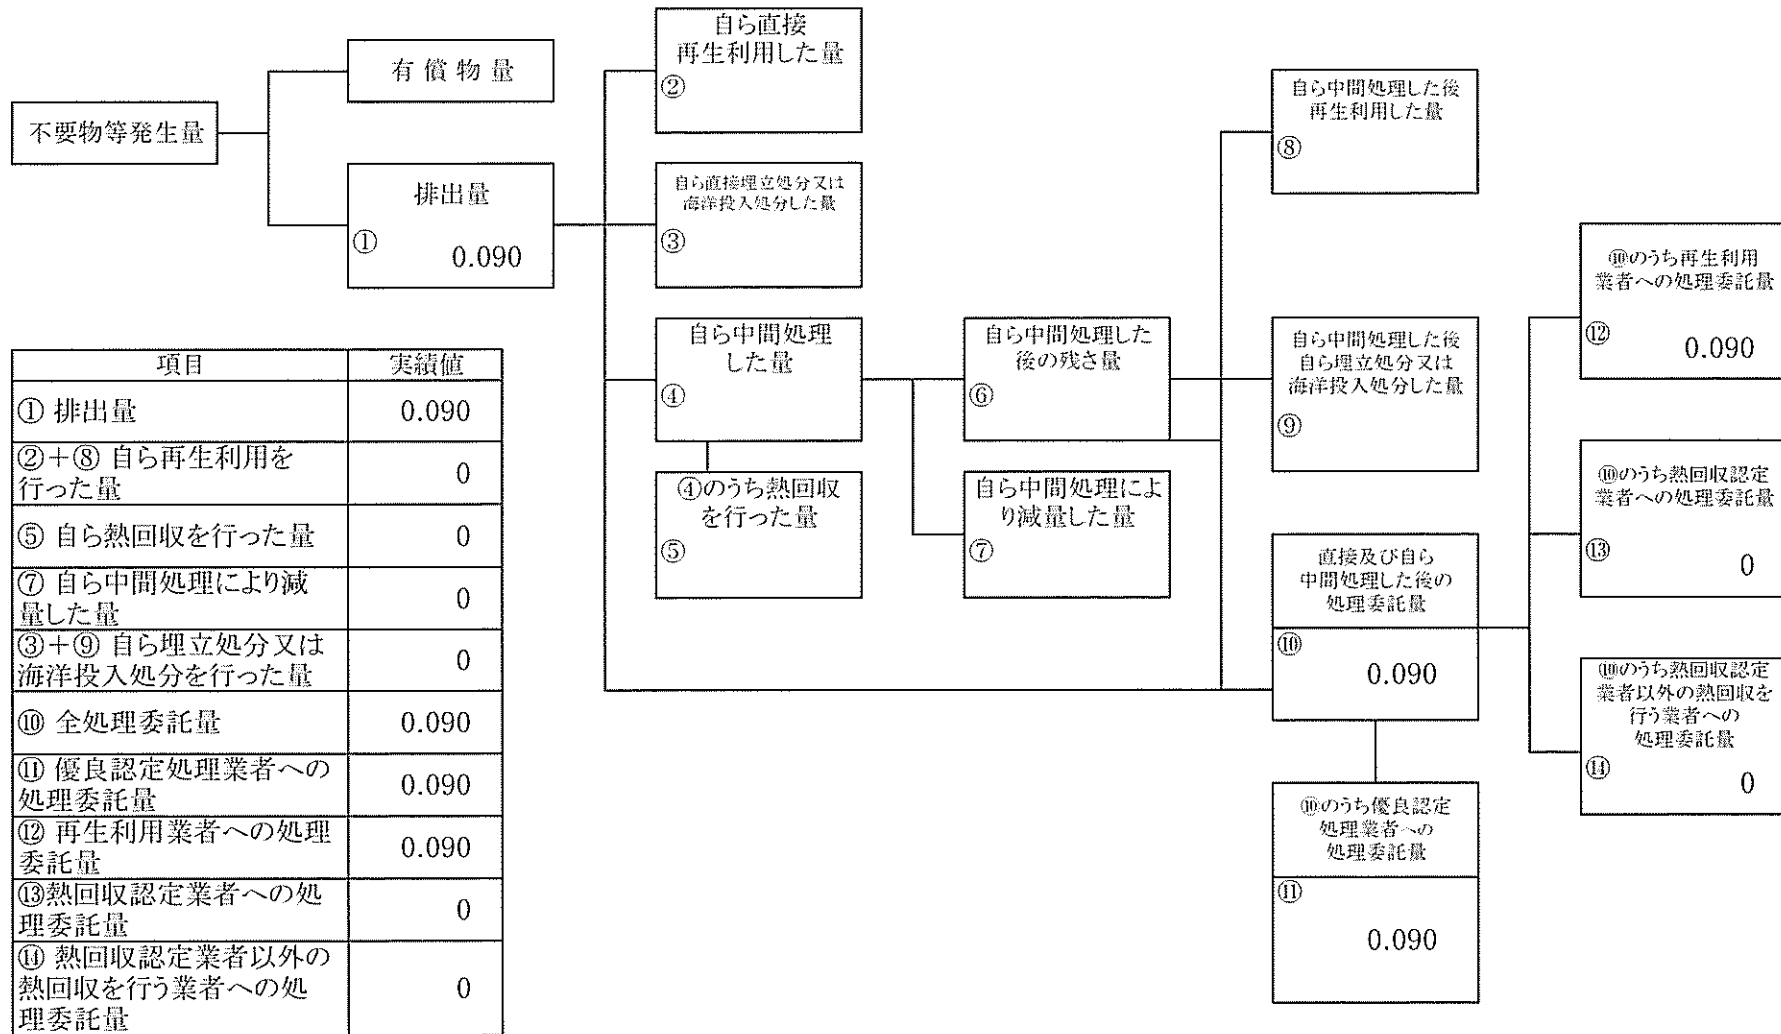 不要物等発生量
有償物量
排出量
①
0.090
自ら直接
再生利用した量
②
自ら直接埋立処分又は
海洋投入処分した量
③
自ら中間処理
した量
④
④のうち熱回収
を行った量
⑤
自ら中間処理した
後の残さ量
⑥
自ら中間処理によ
り減量した量
⑦
自ら中間処理した後
再生利用した量
⑧
自ら中間処理した後
自ら埋立処分又は
海洋投入処分した量
⑨
直接及び自ら
中間処理した後の
処理委託量
⑩
0.090
⑩のうち優良認定
処理業者への
処理委託量
⑪
0.090
⑩のうち再生利用
業者への処理委託量
⑫
0.090
⑩のうち熱回収認定
業者への処理委託量
⑬
0
⑩のうち熱回収認定
業者以外の熱回収を
行う業者への
処理委託量
⑭
0
項目 実績値
① 排出量 0.090
②+⑧ 自ら再生利用を
行った量 0
⑤ 自ら熱回収を行った量 0
⑦ 自ら中間処理により減
量した量 0
③+⑨ 自ら埋立処分又は
海洋投入処分を行った量 0
⑩ 全処理委託量 0.090
⑪ 優良認定処理業者への
処理委託量 0.090
⑫ 再生利用業者への処理
委託量 0.090
⑬熱回収認定業者への処
理委託量 0
⑭ 熱回収認定業者以外の
熱回収を行う業者への処
理委託量 0